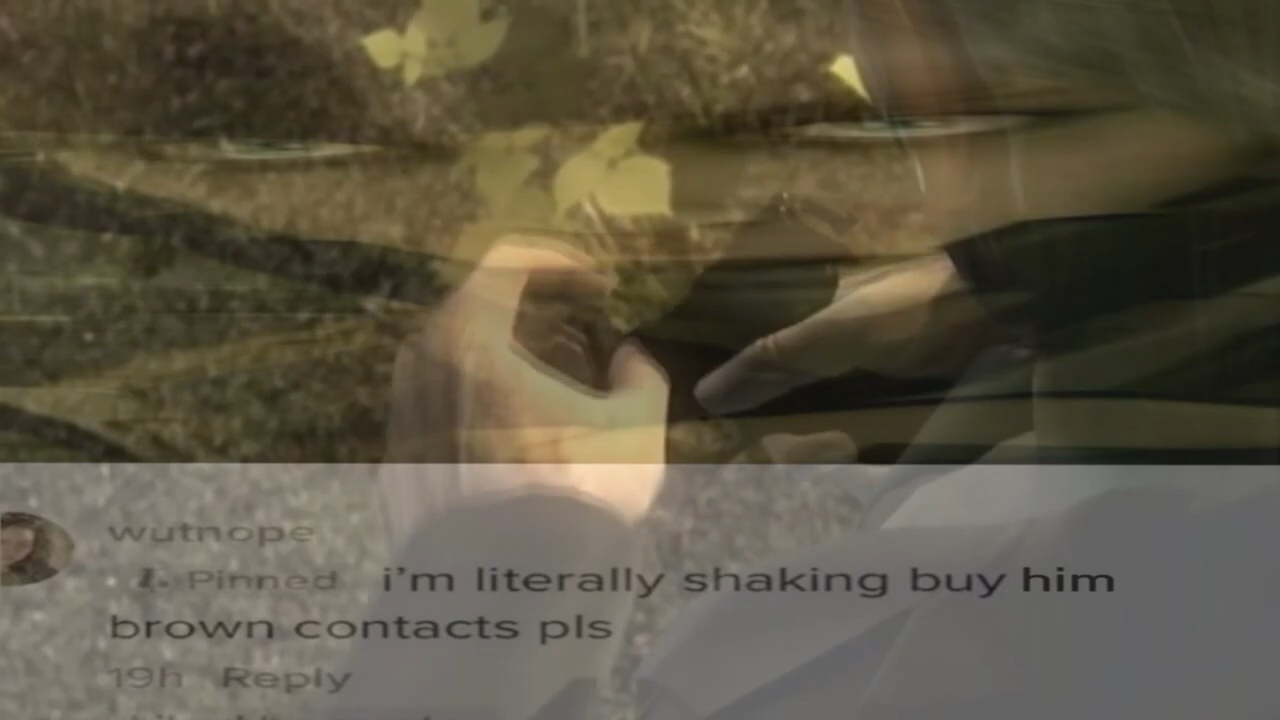 wutnope
Pinned i'm literally shaking buy him
brown contacts pls
19h Reply